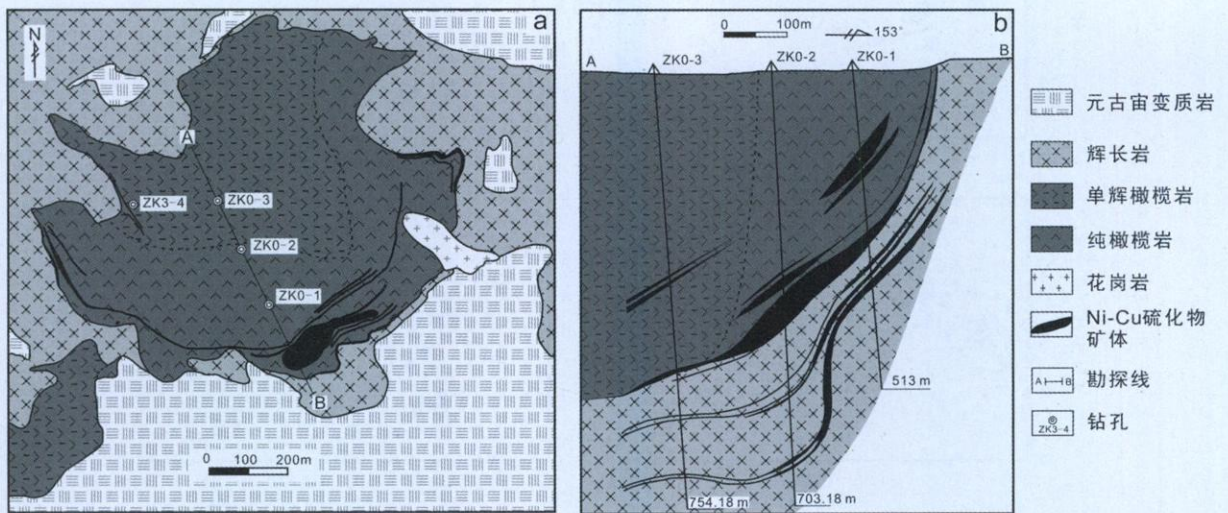 a
N
A
ZK3-4
ZK0-3
ZK0-2
ZK0-1
B
0 100 200m
b
0 100m
153°
A
ZK0-3
ZK0-2
ZK0-1
B
513 m
754.18 m
703.18 m
元古宙变质岩
辉长岩
单辉橄榄岩
纯橄榄岩
花岗岩
Ni-Cu硫化物
矿体
A B
勘探线
ZK3-4
钻孔